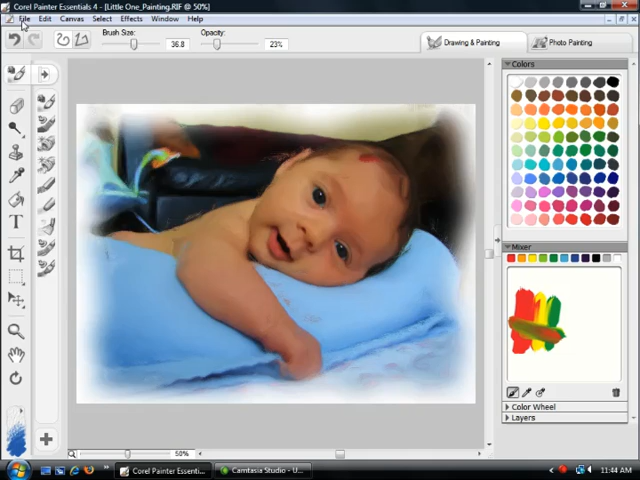 Corel Painter Essentials 4 - [Little One_Painting.RIF @ 50%]
File Edit Canvas Select Effects Window Help
Brush Size: 36.8 Opacity: 23% Drawing & Painting Photo Painting
Colors
T
Mixer
Color Wheel
Layers
50%
Corel Painter Essenti... Camtasia Studio - U... 11:44 AM